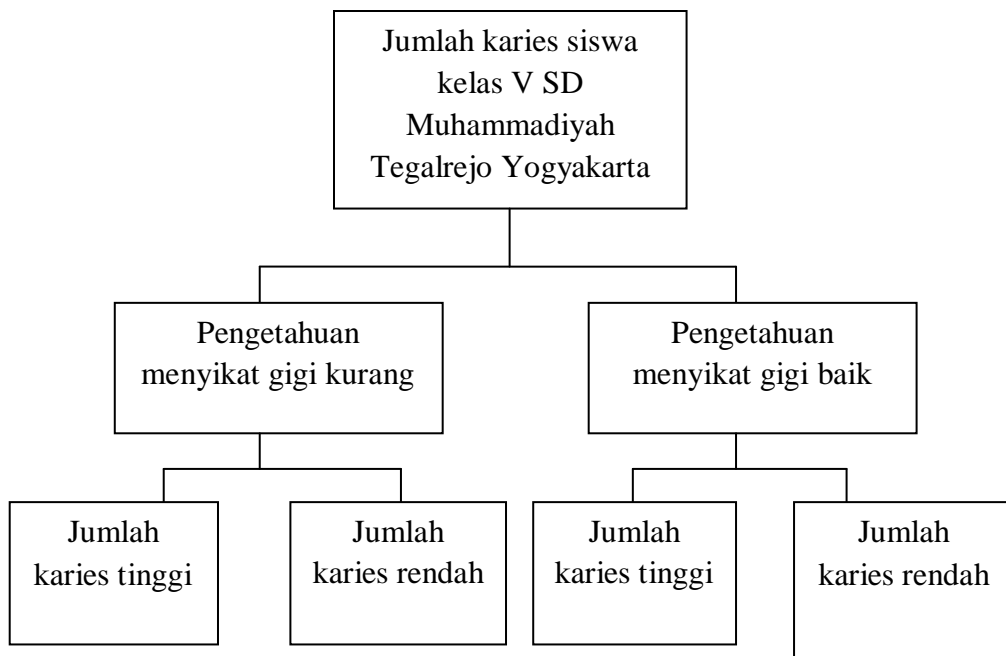 Jumlah karies siswa
kelas V SD
Muhammadiyah
Tegalrejo Yogyakarta
Pengetahuan
menyikat gigi kurang
Pengetahuan
menyikat gigi baik
Jumlah
karies tinggi
Jumlah
karies rendah
Jumlah
karies tinggi
Jumlah
karies rendah